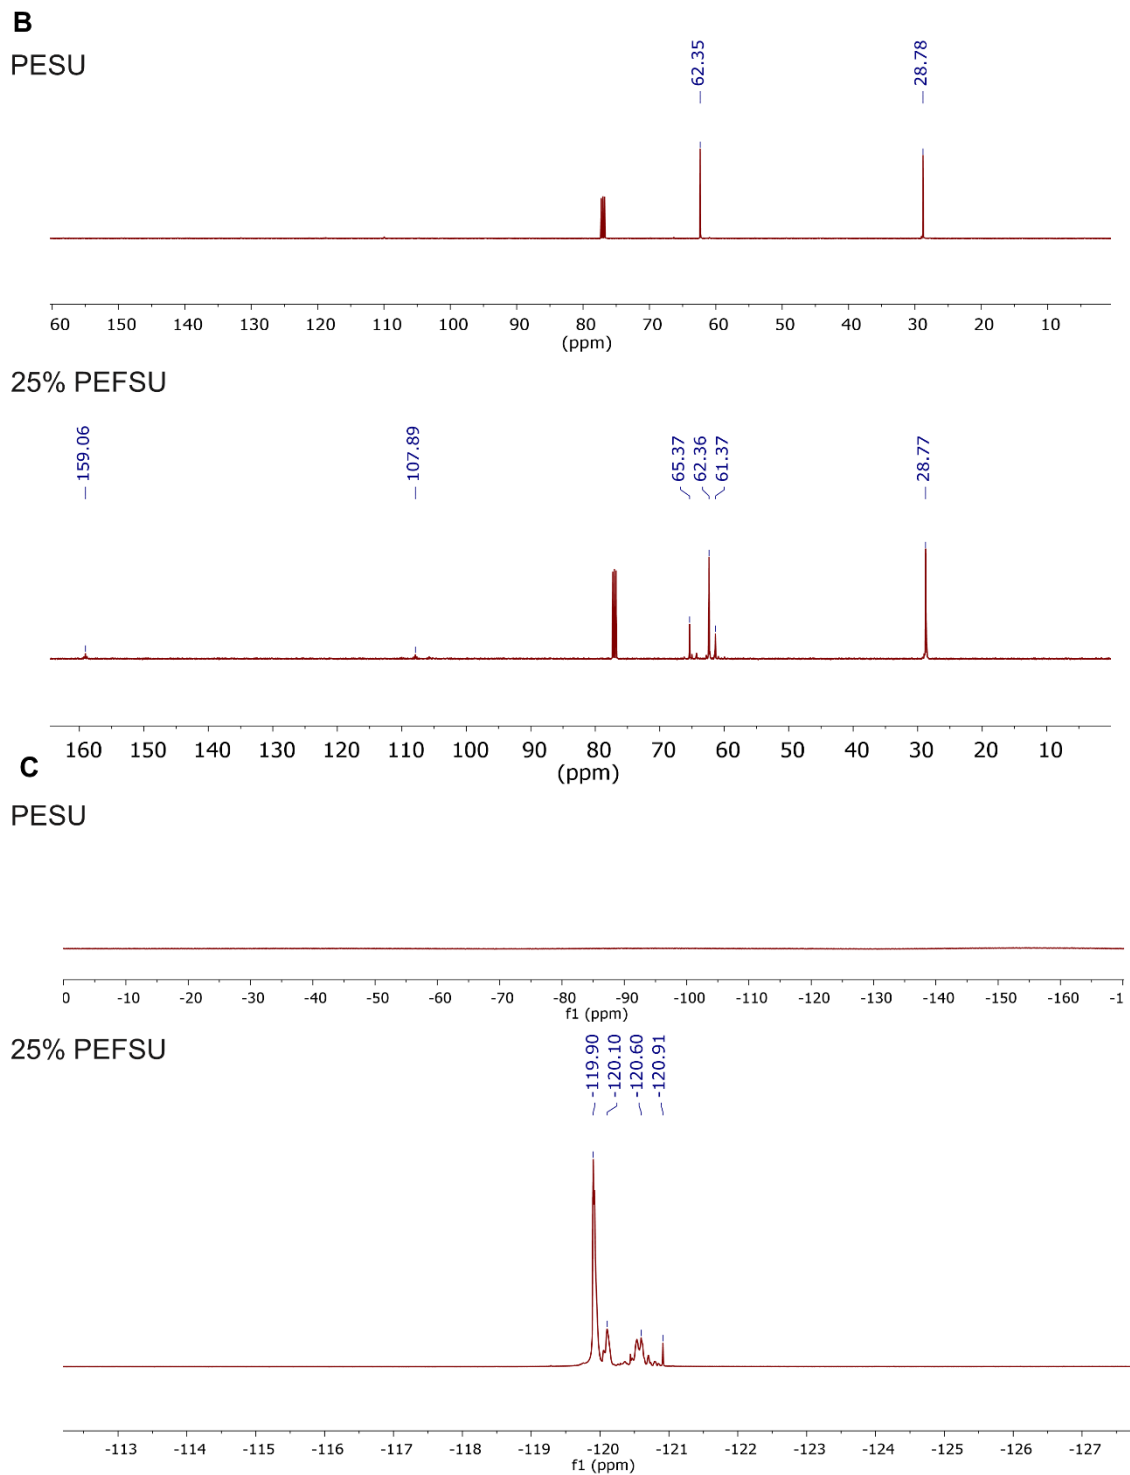 B
PESU
62.35
28.78
60 150 140 130 120 110 100 90 80 70 60 50 40 30 20 10
(ppm)
25% PEFSU
159.06
107.89
65.37
62.36
61.37
28.77
160 150 140 130 120 110 100 90 80 70 60 50 40 30 20 10
(ppm)
C
PESU
0 -10 -20 -30 -40 -50 -60 -70 -80 -90 -100 -110 -120 -130 -140 -150 -160 -1
f1 (ppm)
25% PEFSU
-119.90
-120.10
-120.60
-120.91
-113 -114 -115 -116 -117 -118 -119 -120 -121 -122 -123 -124 -125 -126 -127
f1 (ppm)